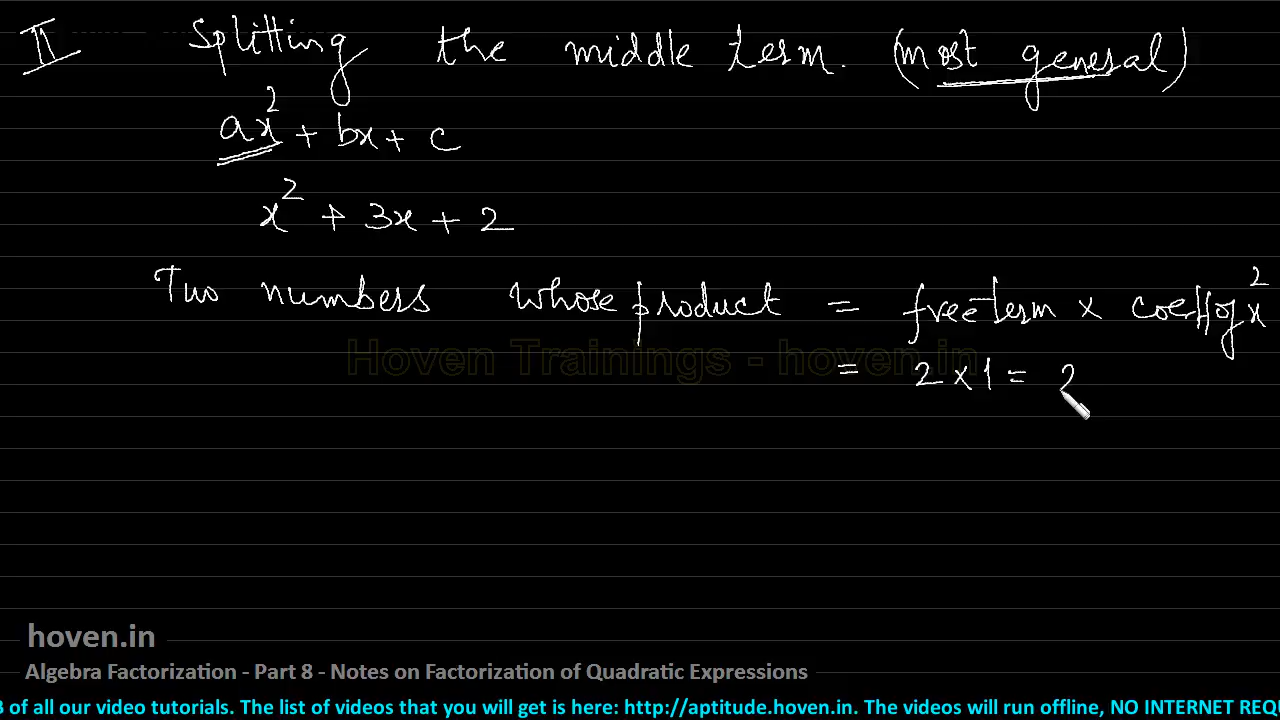 II Splitting the middle term. (most general)
ax² + bx + c
x² + 3x + 2
Two numbers whose product = free term × coeff of x²
Hoven Trainings - hoven.in
= 2 × 1 = 2
hoven.in
Algebra Factorization - Part 8 - Notes on Factorization of Quadratic Expressions
of all our video tutorials. The list of videos that you will get is here: http://aptitude.hoven.in. The videos will run offline, NO INTERNET